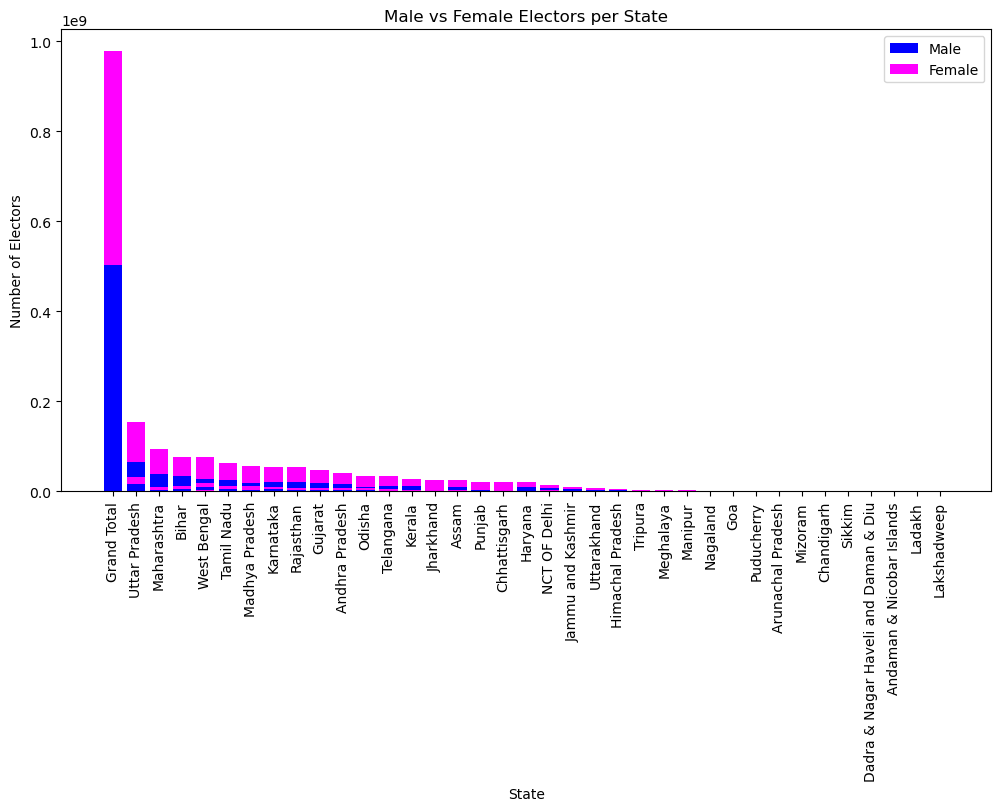 Male vs Female Electors per State
1e9
1.0
0.8
0.6
0.4
0.2
0.0
Number of Electors
Male
Female
Grand Total
Uttar Pradesh
Maharashtra
Bihar
West Bengal
Tamil Nadu
Madhya Pradesh
Karnataka
Rajasthan
Gujarat
Andhra Pradesh
Odisha
Telangana
Kerala
Jharkhand
Assam
Punjab
Chhattisgarh
Haryana
NCT OF Delhi
Jammu and Kashmir
Uttarakhand
Himachal Pradesh
Tripura
Meghalaya
Manipur
Nagaland
Goa
Puducherry
Arunachal Pradesh
Mizoram
Chandigarh
Sikkim
Dadra & Nagar Haveli and Daman & Diu
Andaman & Nicobar Islands
Ladakh
Lakshadweep
State